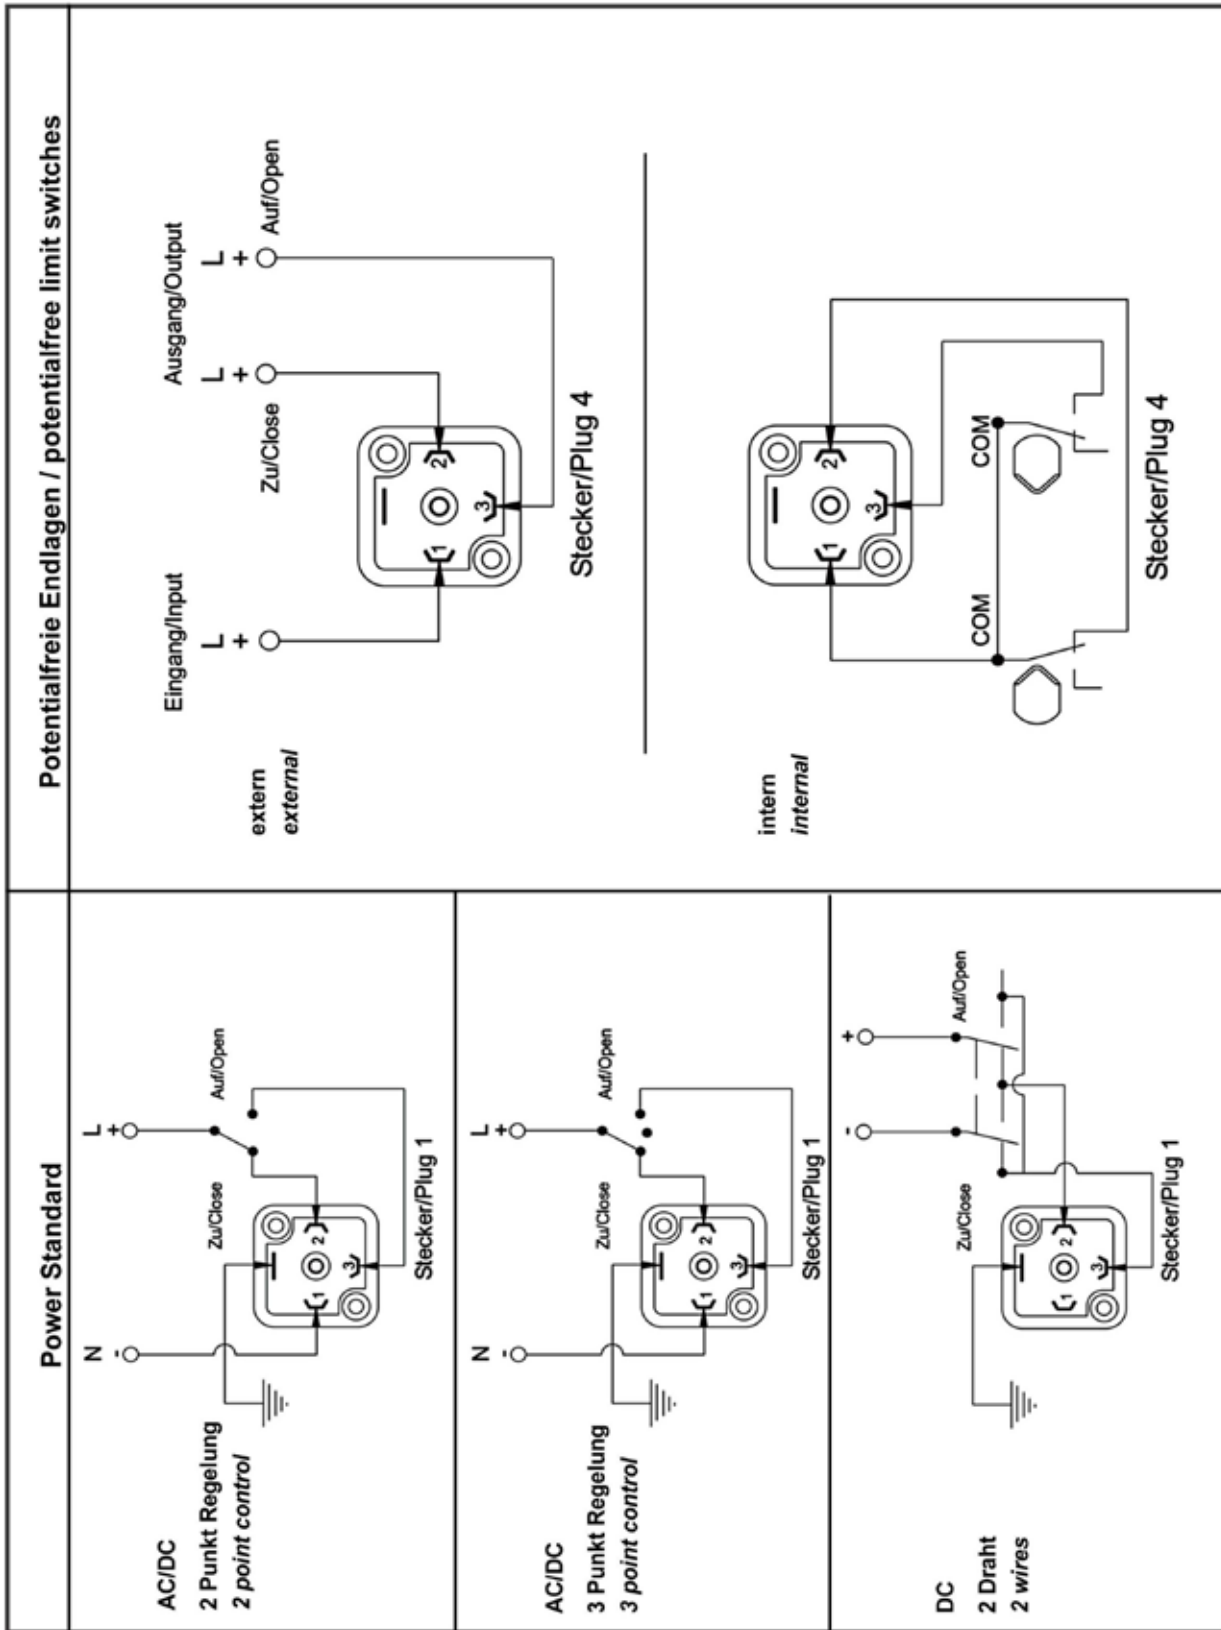 Power Standard
Potentialfreie Endlagen / potentialfree limit switches
AC/DC
2 Punkt Regelung
2 point control
N
-
L
+
Zu/Close
Auf/Open
1
2
3
Stecker/Plug 1
AC/DC
3 Punkt Regelung
3 point control
N
-
L
+
Zu/Close
Auf/Open
1
2
3
Stecker/Plug 1
DC
2 Draht
2 wires
-
+
Zu/Close
Auf/Open
1
2
3
Stecker/Plug 1
extern
external
Eingang/Input
Ausgang/Output
L
+
L
+
L
+
Zu/Close
Auf/Open
1
2
3
Stecker/Plug 4
intern
internal
1
2
3
COM
COM
Stecker/Plug 4